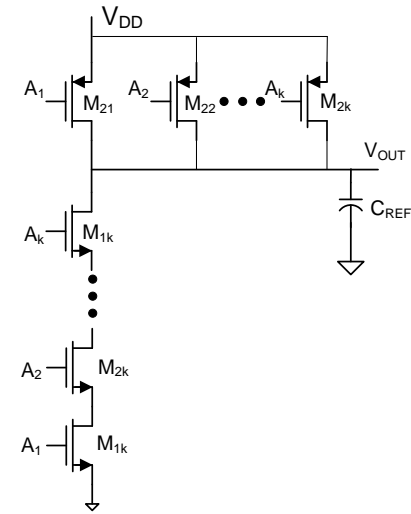 V_DD
A_1 M_21 A_2 M_22 A_k M_2k
V_OUT
C_REF
A_k M_1k
A_2 M_2k
A_1 M_1k